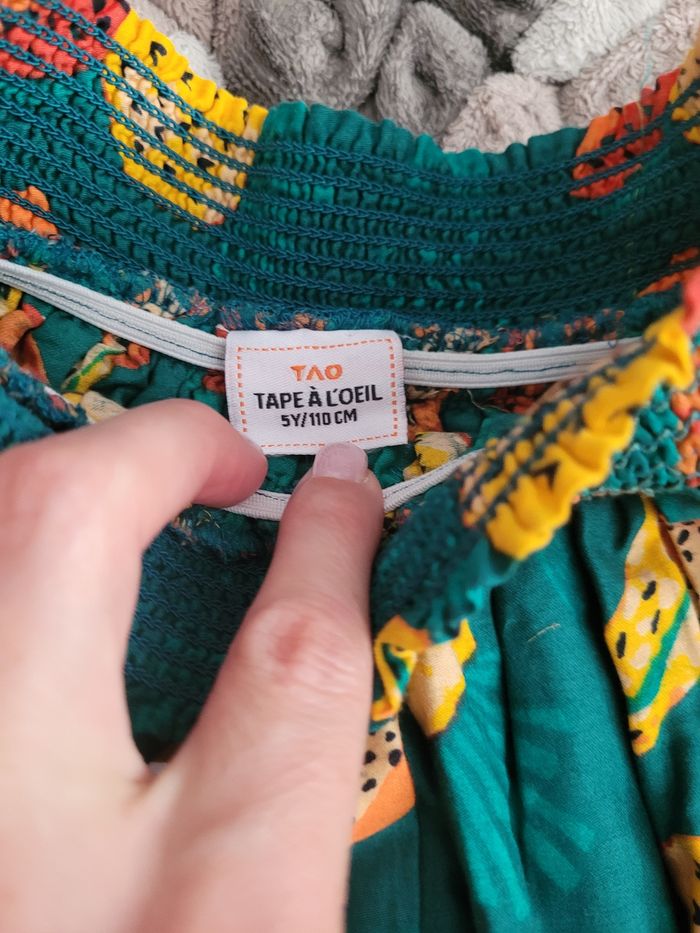 TAO
TAPE À L'OEIL
5Y/110 CM